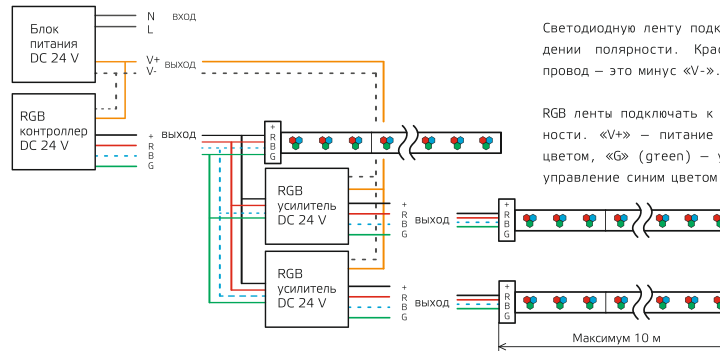 Блок
питания
DC 24 V
N
L
вход
V+
V-
выход
RGB
контроллер
DC 24 V
+
R
B
G
выход
+
R
B
G
RGB
усилитель
DC 24 V
+
R
B
G
выход
+
R
B
G
RGB
усилитель
DC 24 V
+
R
B
G
выход
+
R
B
G
Максимум 10 м
Светодиодную ленту подк
дении полярности. Крас
провод – это минус «V-».
RGB ленты подключать к
ности. «V+» – питание
цветом, «G» (green) – у
управление синим цветом